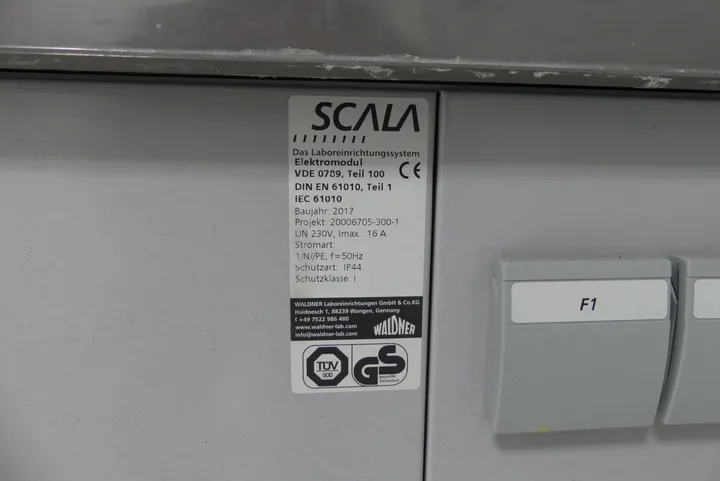 SCALA
Das Laboreinrichtungssystem
Elektromodul
VDE 0789, Teil 100
CE
DIN EN 61010, Teil 1
IEC 61010
Baujahr: 2017
Projekt: 20006705-300-1
UN 230V, Imax.: 16 A
Stromart:
1/N//PE, f=50Hz
Schutzart: IP44
Schutzklasse: I
WALDNER Laboreinrichtungen GmbH & Co.KG
Haidoesch 1, 88239 Wangen, Germany
t +49 7522 986 480
www.waldner-lab.com
info@waldner-lab.com
WALDNER
TÜV
SÜD
GS
geprüfte
Sicherheit
F1